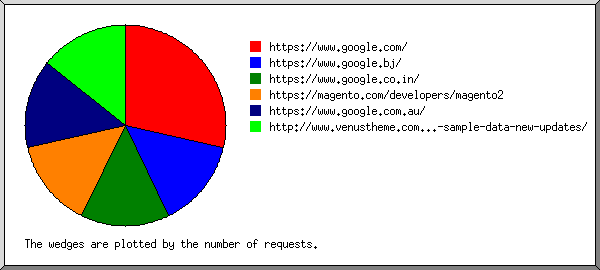 https://www.google.com/
https://www.google.bj/
https://www.google.co.in/
https://magento.com/developers/magento2
https://www.google.com.au/
http://www.venustheme.com...-sample-data-new-updates/
The wedges are plotted by the number of requests.